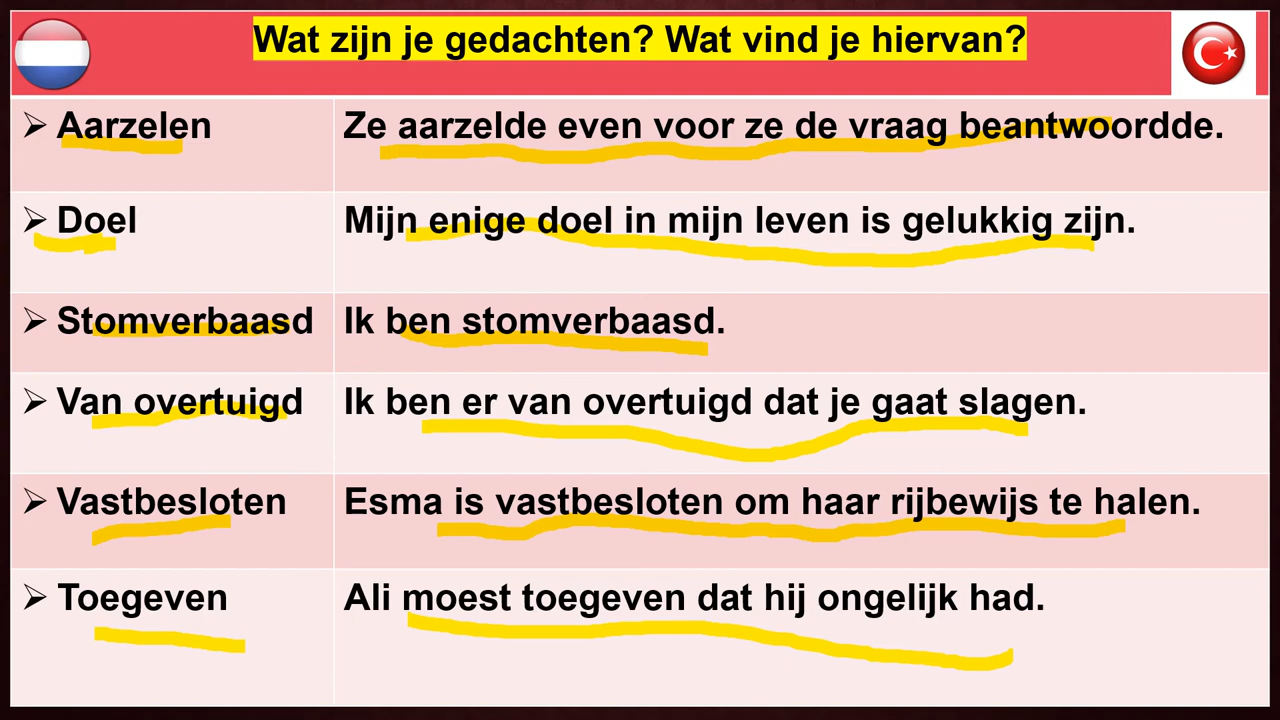 Wat zijn je gedachten? Wat vind je hiervan?
Aarzelen Ze aarzelde even voor ze de vraag beantwoordde.
Doel Mijn enige doel in mijn leven is gelukkig zijn.
Stomverbaasd Ik ben stomverbaasd.
Van overtuigd Ik ben er van overtuigd dat je gaat slagen.
Vastbesloten Esma is vastbesloten om haar rijbewijs te halen.
Toegeven Ali moest toegeven dat hij ongelijk had.